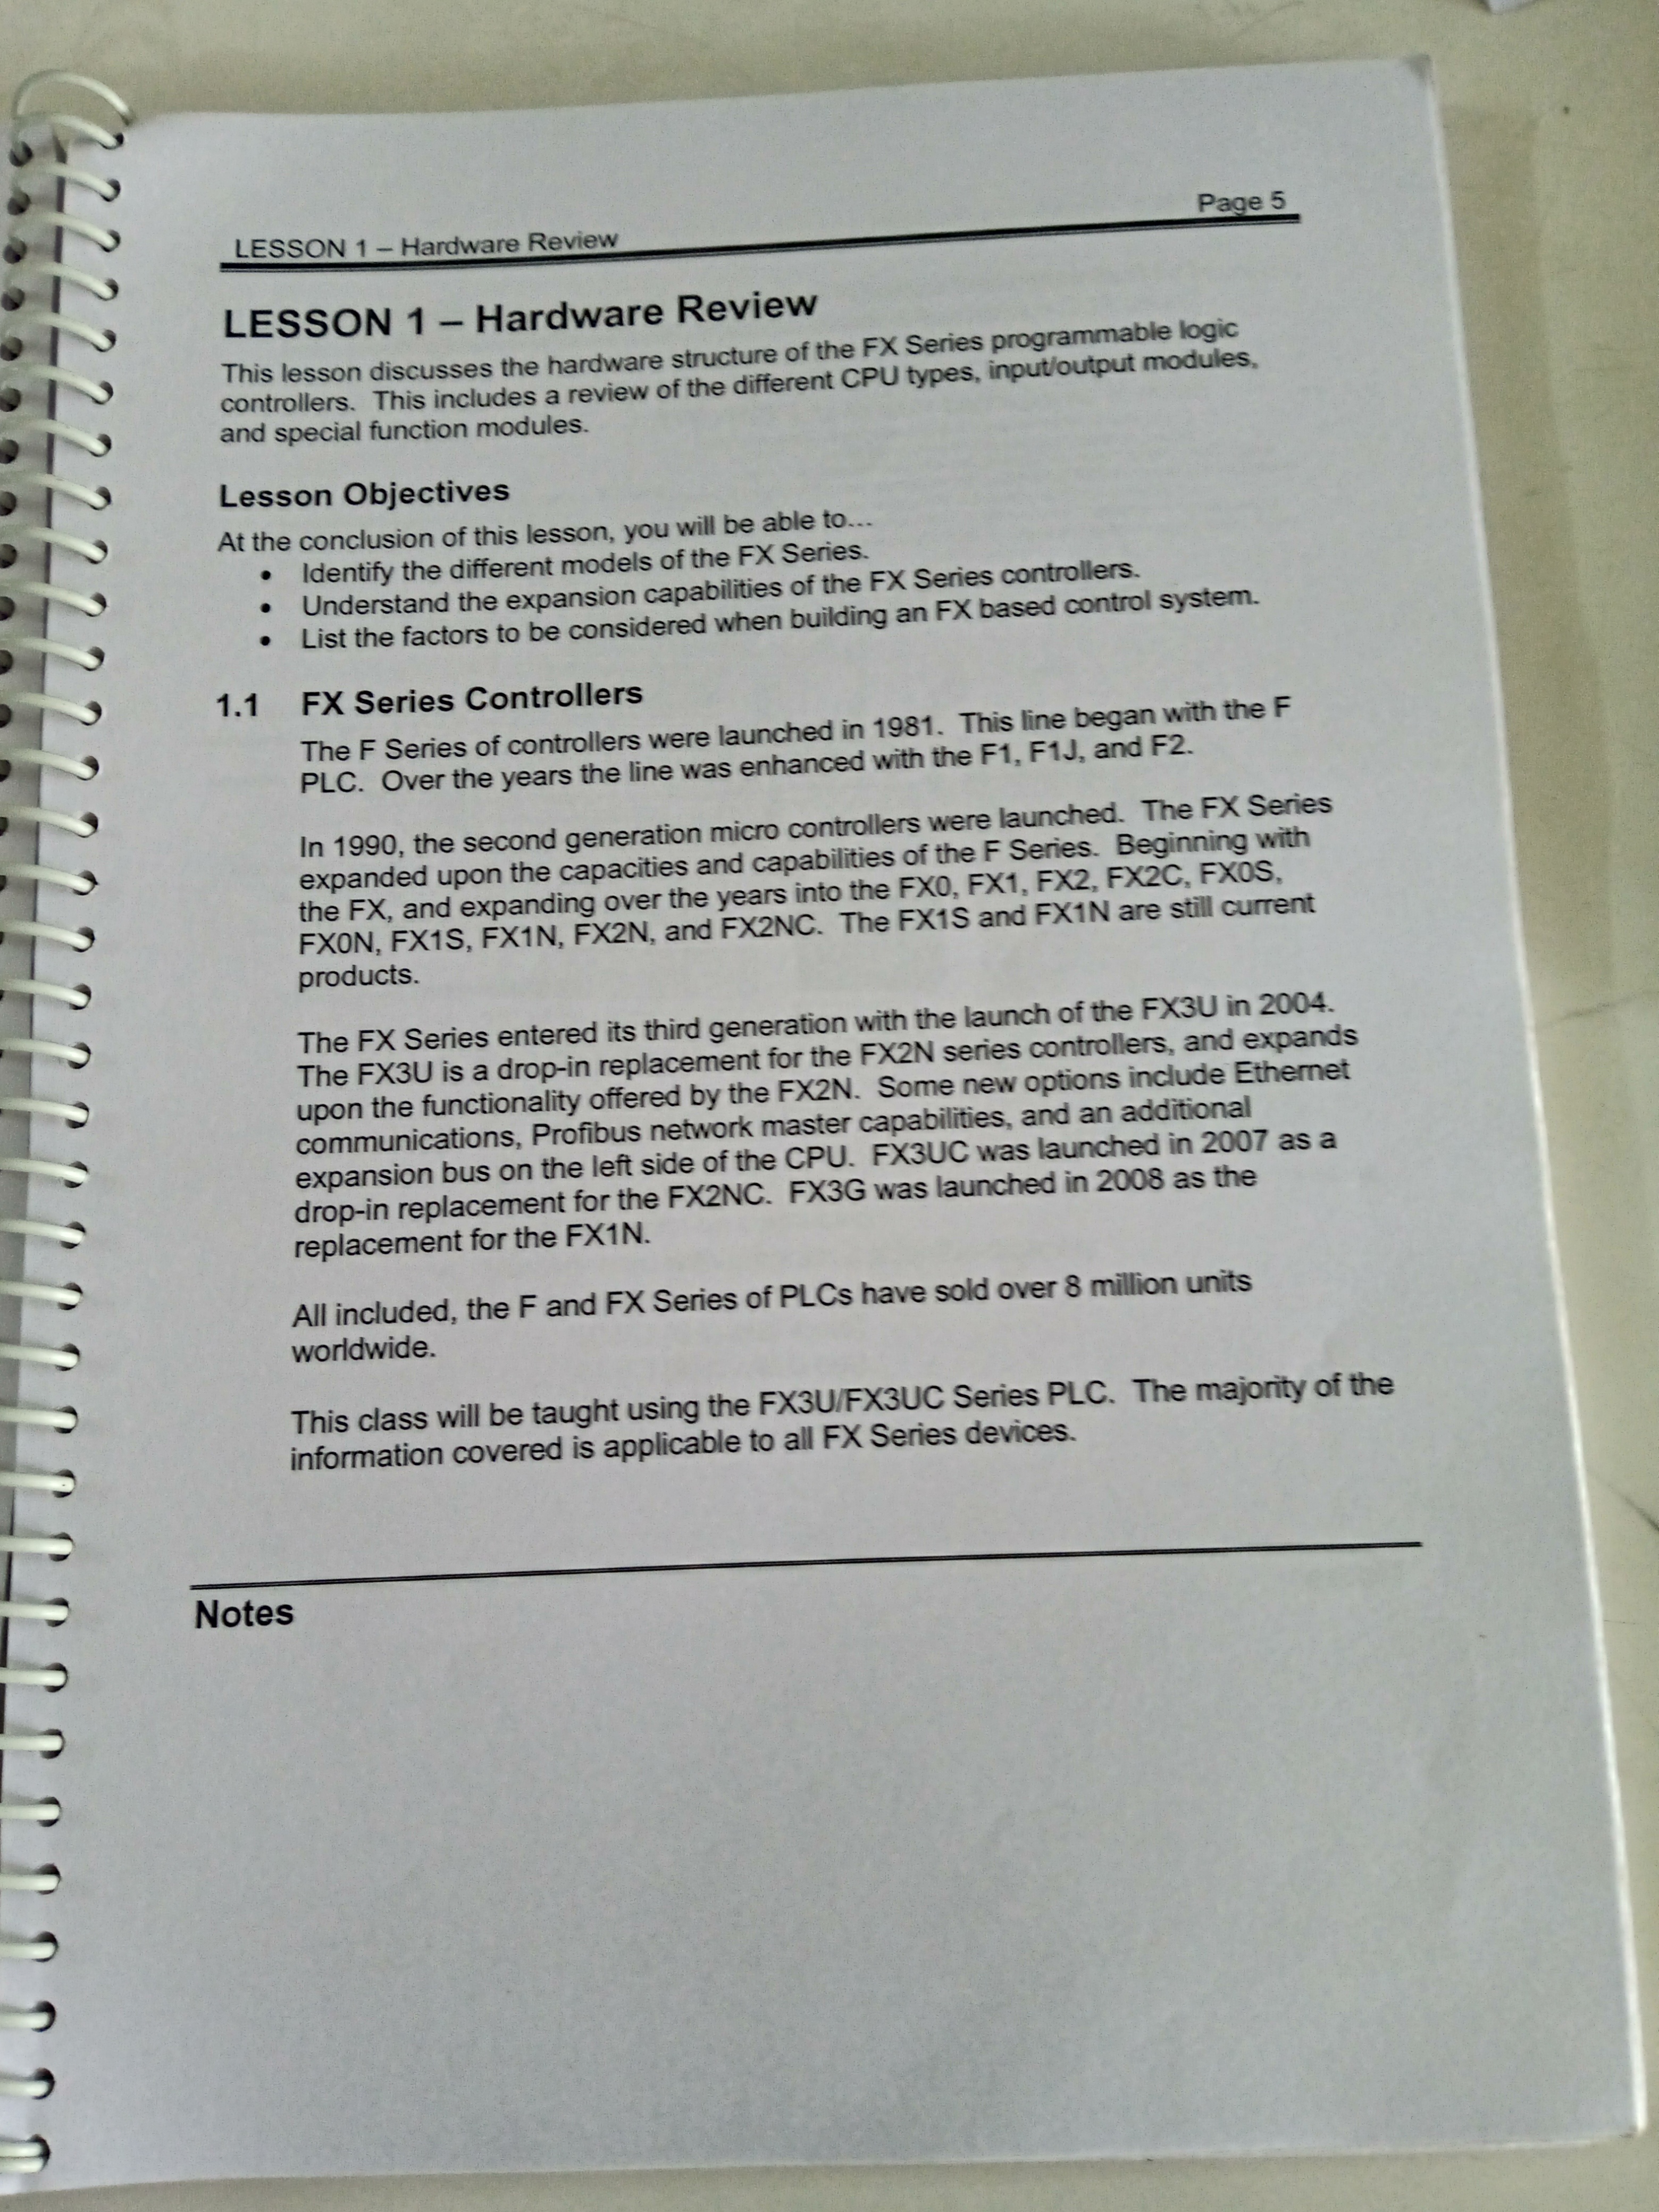 Page 5
LESSON 1 – Hardware Review
LESSON 1 – Hardware Review
This lesson discusses the hardware structure of the FX Series programmable logic
controllers.  This includes a review of the different CPU types, input/output modules,
and special function modules.
Lesson Objectives
At the conclusion of this lesson, you will be able to…
• Identify the different models of the FX Series.
• Understand the expansion capabilities of the FX Series controllers.
• List the factors to be considered when building an FX based control system.
1.1 FX Series Controllers
The F Series of controllers were launched in 1981.  This line began with the F
PLC.  Over the years the line was enhanced with the F1, F1J, and F2.
In 1990, the second generation micro controllers were launched.  The FX Series
expanded upon the capacities and capabilities of the F Series.  Beginning with
the FX, and expanding over the years into the FX0, FX1, FX2, FX2C, FX0S,
FX0N, FX1S, FX1N, FX2N, and FX2NC.  The FX1S and FX1N are still current
products.
The FX Series entered its third generation with the launch of the FX3U in 2004.
The FX3U is a drop-in replacement for the FX2N series controllers, and expands
upon the functionality offered by the FX2N.  Some new options include Ethernet
communications, Profibus network master capabilities, and an additional
expansion bus on the left side of the CPU.  FX3UC was launched in 2007 as a
drop-in replacement for the FX2NC.  FX3G was launched in 2008 as the
replacement for the FX1N.
All included, the F and FX Series of PLCs have sold over 8 million units
worldwide.
This class will be taught using the FX3U/FX3UC Series PLC.  The majority of the
information covered is applicable to all FX Series devices.
Notes